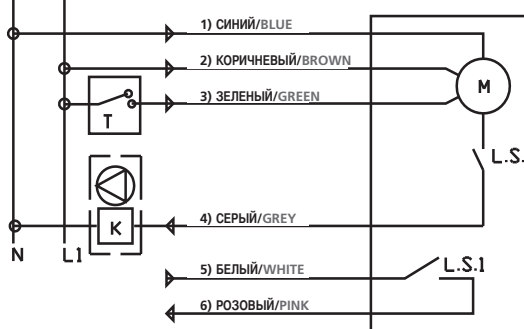 1) СИНИЙ/BLUE
2) КОРИЧНЕВЫЙ/BROWN
M
3) ЗЕЛЕНЫЙ/GREEN
T
L.S.
4) СЕРЫЙ/GREY
K
N
L1
5) БЕЛЫЙ/WHITE
L.S.1
6) РОЗОВЫЙ/PINK